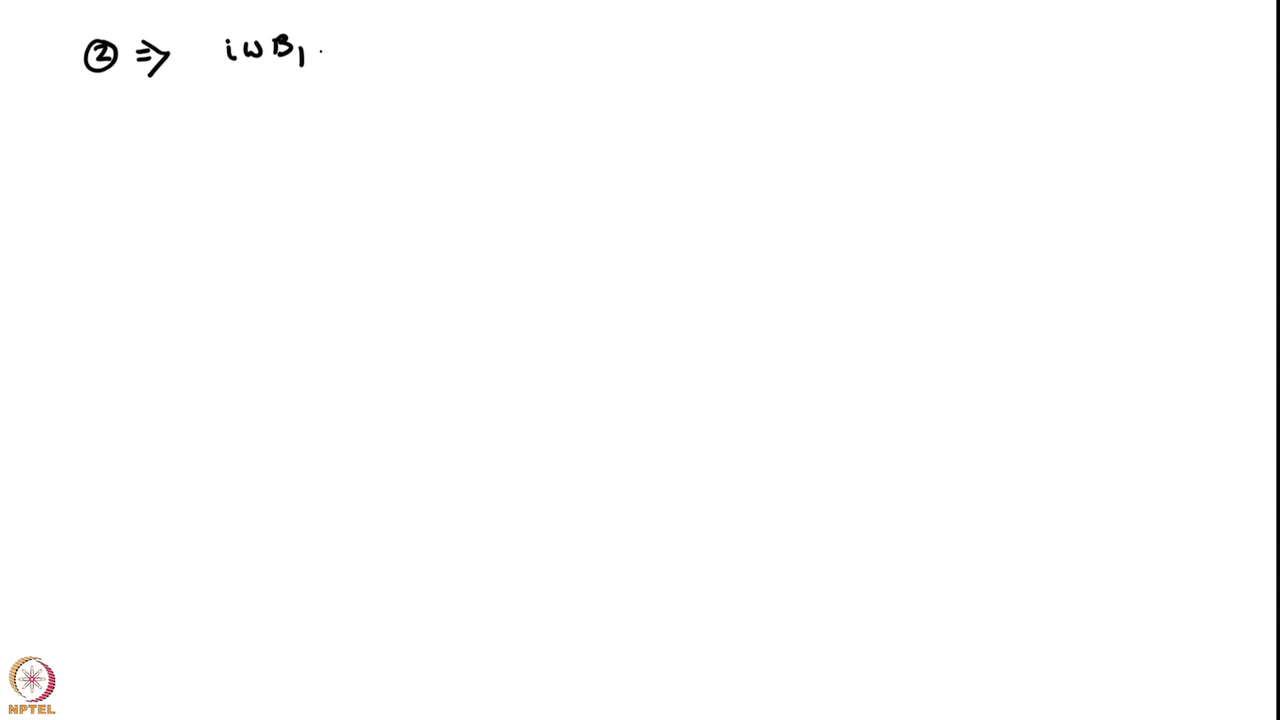 ② ⇒ iωB₁
NPTEL